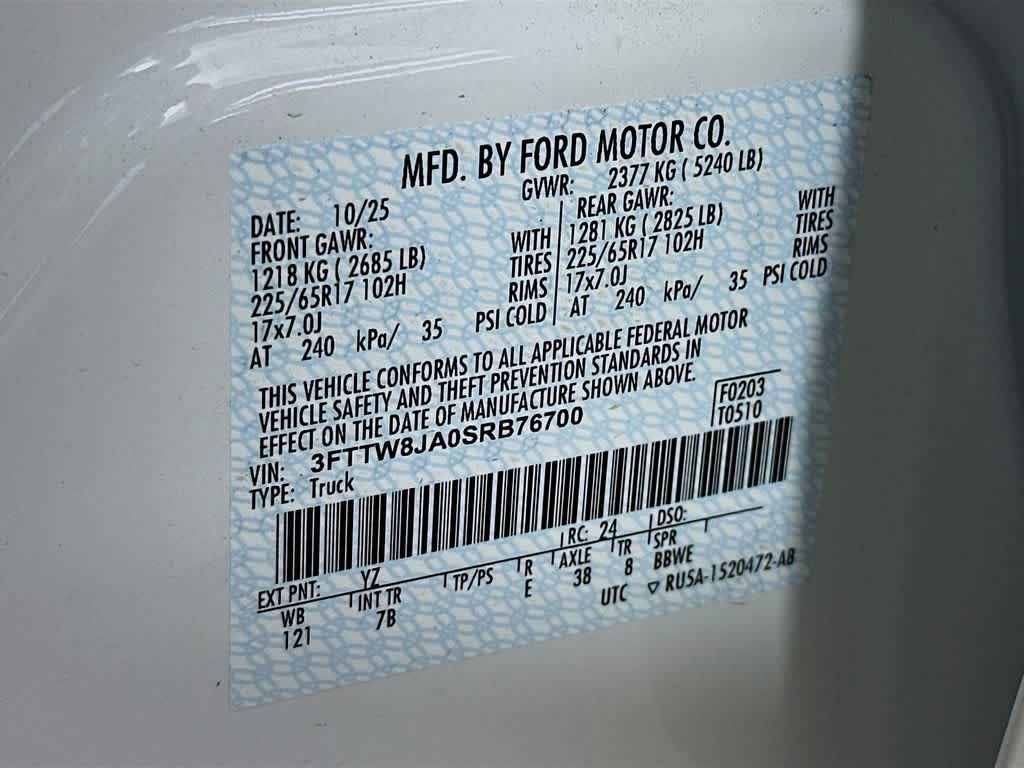 MFD. BY FORD MOTOR CO.
DATE: 10/25 GVWR: 2377 KG ( 5240 LB)
FRONT GAWR: REAR GAWR:
1218 KG ( 2685 LB) WITH 1281 KG ( 2825 LB) WITH
225/65R17 102H TIRES 225/65R17 102H TIRES
17x7.0J RIMS 17x7.0J RIMS
AT 240 kPa/ 35 PSI COLD AT 240 kPa/ 35 PSI COLD
THIS VEHICLE CONFORMS TO ALL APPLICABLE FEDERAL MOTOR
VEHICLE SAFETY AND THEFT PREVENTION STANDARDS IN
EFFECT ON THE DATE OF MANUFACTURE SHOWN ABOVE.
VIN: 3FTTW8JA0SRB76700 F0203
TYPE: Truck T0510
EXT PNT: YZ RC: 24 DSO:
WB INT TR TP/PS R AXLE TR SPR
121 7B E 38 8 BBWE
UTC ▽ RU5A-1520472-AB